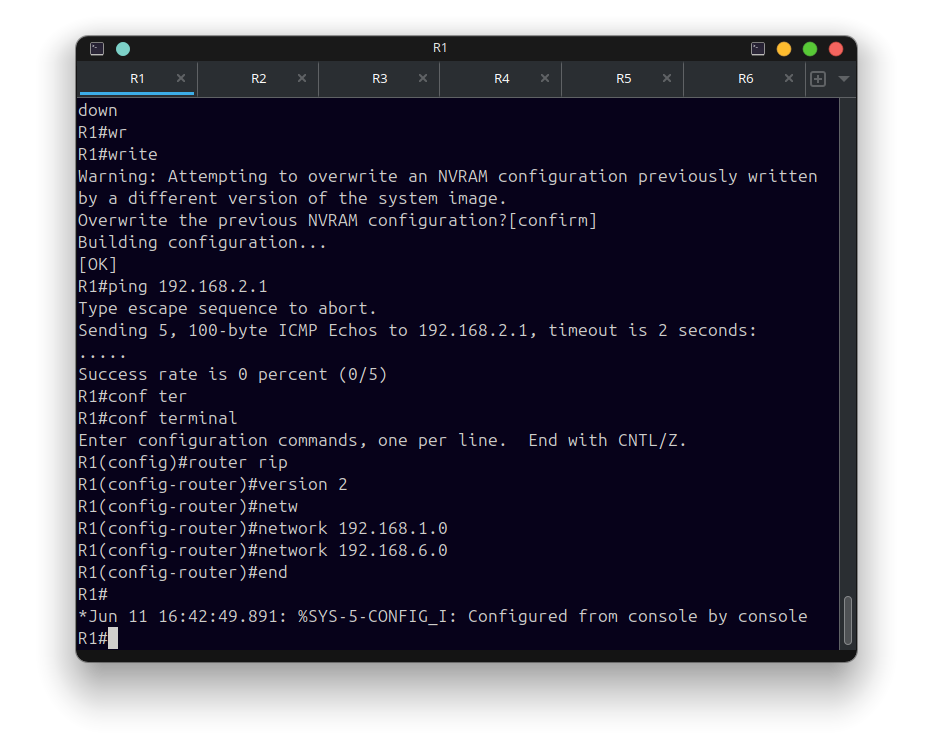 R1
R1 R2 R3 R4 R5 R6
down
R1#wr
R1#write
Warning: Attempting to overwrite an NVRAM configuration previously written
by a different version of the system image.
Overwrite the previous NVRAM configuration?[confirm]
Building configuration...
[OK]
R1#ping 192.168.2.1
Type escape sequence to abort.
Sending 5, 100-byte ICMP Echos to 192.168.2.1, timeout is 2 seconds:
.....
Success rate is 0 percent (0/5)
R1#conf ter
R1#conf terminal
Enter configuration commands, one per line.  End with CNTL/Z.
R1(config)#router rip
R1(config-router)#version 2
R1(config-router)#netw
R1(config-router)#network 192.168.1.0
R1(config-router)#network 192.168.6.0
R1(config-router)#end
R1#
*Jun 11 16:42:49.891: %SYS-5-CONFIG_I: Configured from console by console
R1#